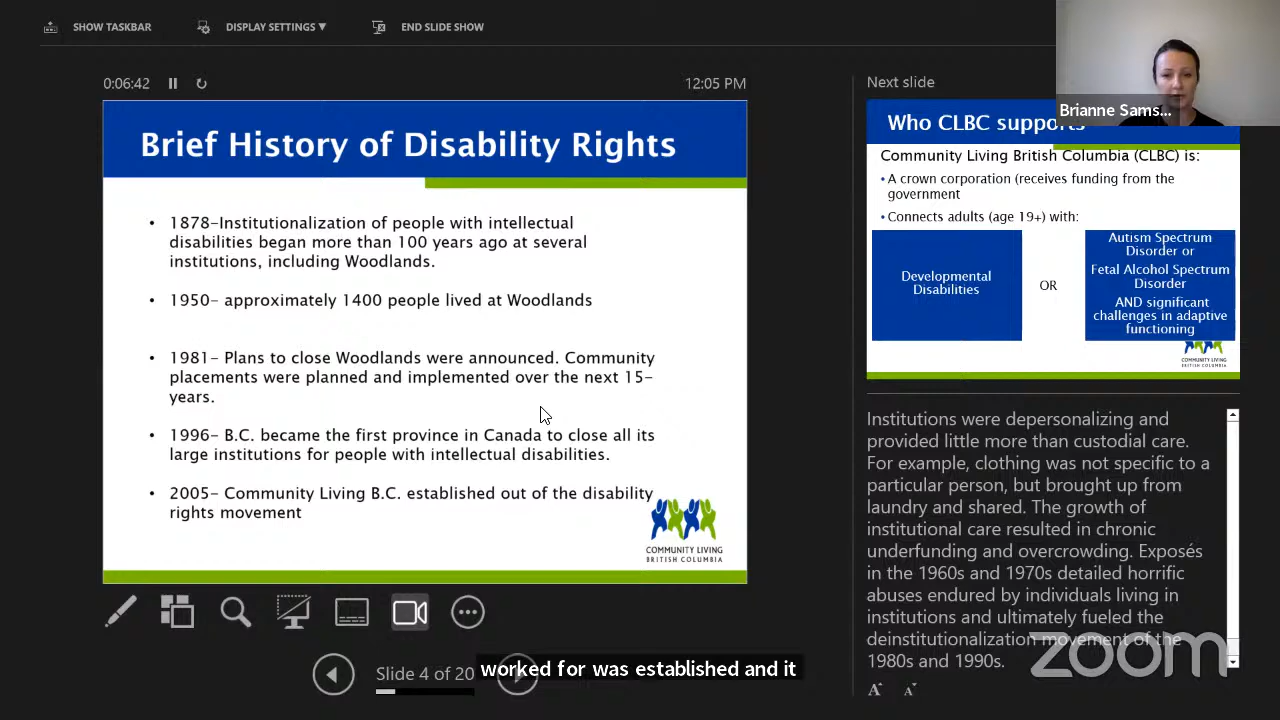 SHOW TASKBAR
DISPLAY SETTINGS ▼
END SLIDE SHOW
0:06:42
12:05 PM
Brief History of Disability Rights
• 1878–Institutionalization of people with intellectual
disabilities began more than 100 years ago at several
institutions, including Woodlands.
• 1950– approximately 1400 people lived at Woodlands
• 1981– Plans to close Woodlands were announced. Community
placements were planned and implemented over the next 15–
years.
• 1996– B.C. became the first province in Canada to close all its
large institutions for people with intellectual disabilities.
• 2005– Community Living B.C. established out of the disability
rights movement
COMMUNITY LIVING
BRITISH COLUMBIA
Slide 4 of 20
worked for was established and it
Next slide
Brianne Sams...
Who CLBC supports
Community Living British Columbia (CLBC) is:
• A crown corporation (receives funding from the
government
• Connects adults (age 19+) with:
Developmental
Disabilities
OR
Autism Spectrum
Disorder or
Fetal Alcohol Spectrum
Disorder
AND significant
challenges in adaptive
functioning
COMMUNITY LIVING
BRITISH COLUMBIA
Institutions were depersonalizing and
provided little more than custodial care.
For example, clothing was not specific to a
particular person, but brought up from
laundry and shared. The growth of
institutional care resulted in chronic
underfunding and overcrowding. Exposés
in the 1960s and 1970s detailed horrific
abuses endured by individuals living in
institutions and ultimately fueled the
deinstitutionalization movement of the
1980s and 1990s.
zoom
A A